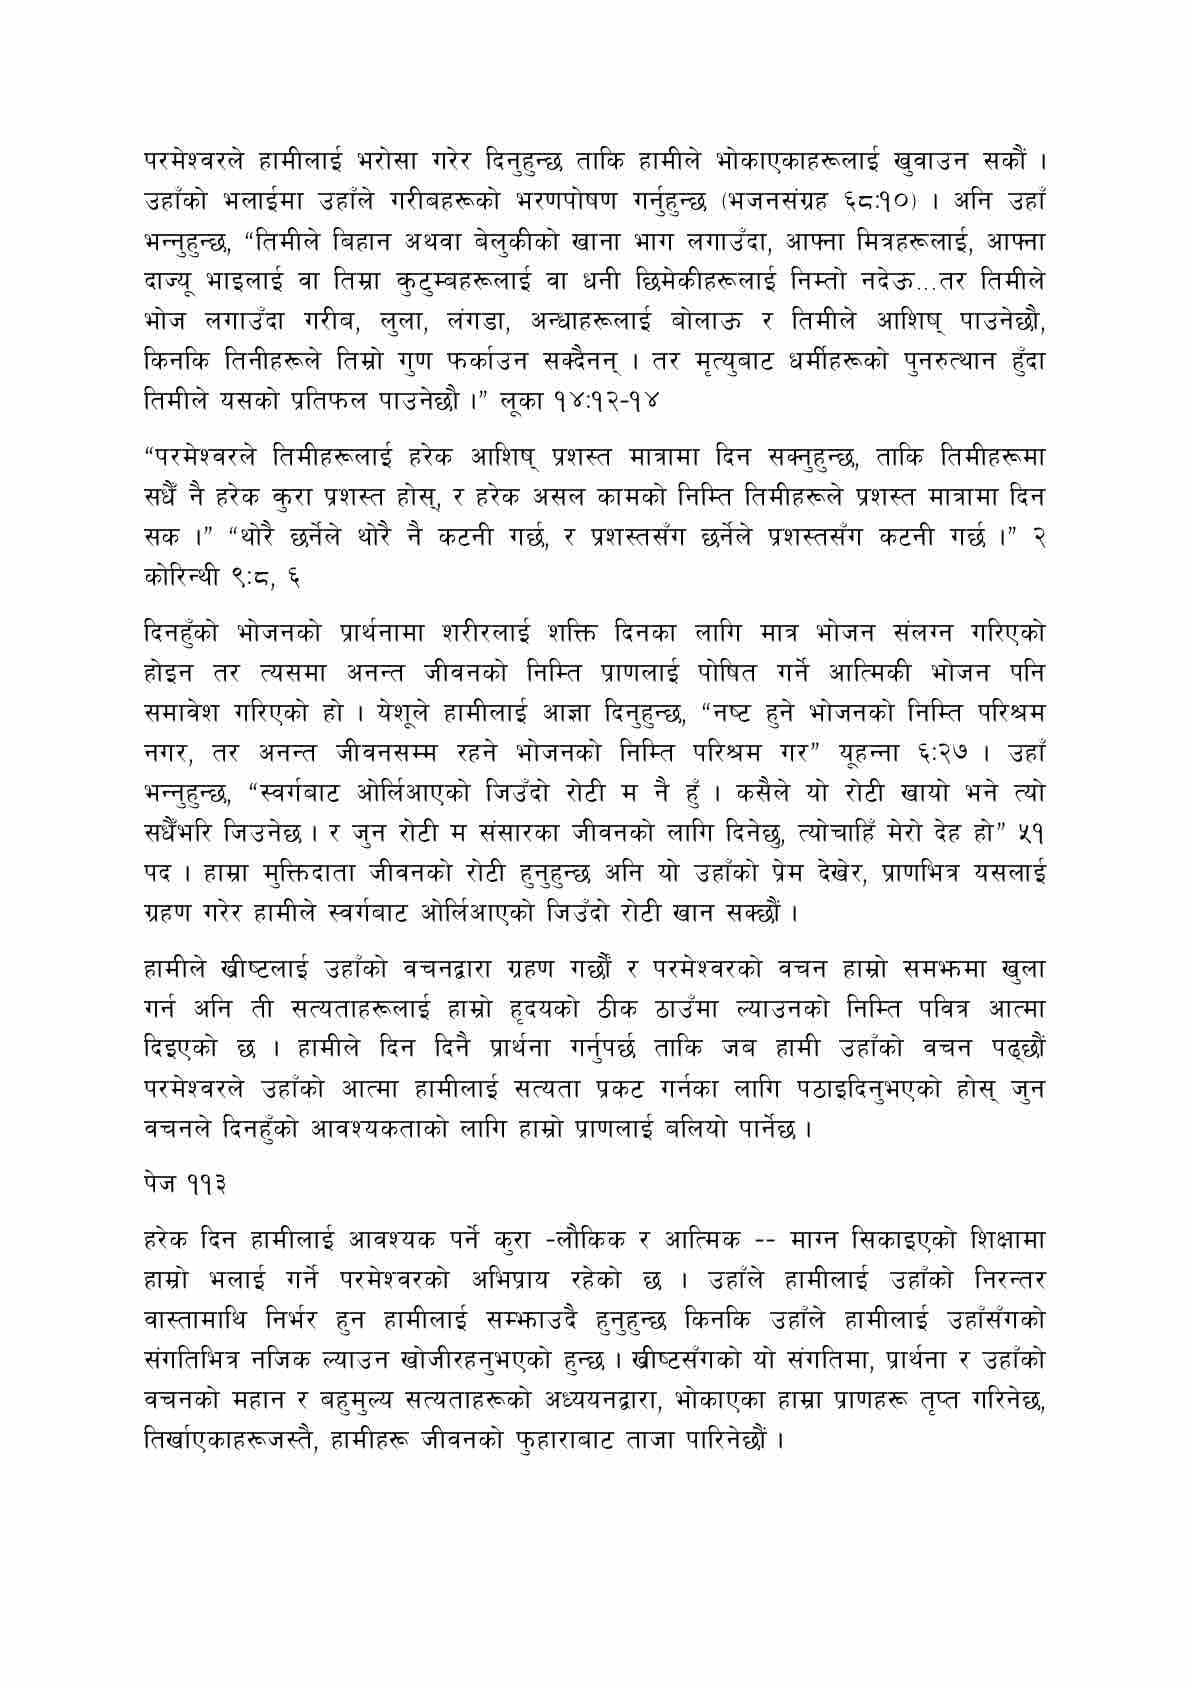 परमेश्वरले हामीलाई भरोसा गरेर दिनुहुन्छ ताकि हामीले भोकाएकाहरूलाई खुवाउन सकौं ।
उहाँको भलाईमा उहाँले गरीबहरूको भरणपोषण गर्नुहुन्छ (भजनसंग्रह ६८:१०) । अनि उहाँ
भन्नुहुन्छ, “तिमीले बिहान अथवा बेलुकीको खाना भाग लगाउँदा, आफ्ना मित्रहरूलाई, आफ्ना
दाज्यू भाइलाई वा तिम्रा कुटुम्बहरूलाई वा धनी छिमेकीहरूलाई निम्तो नदेऊ...तर तिमीले
भोज लगाउँदा गरीब, लुला, लंगडा, अन्धाहरूलाई बोलाऊ र तिमीले आशिष् पाउनेछौ,
किनकि तिनीहरूले तिम्रो गुण फर्काउन सक्दैनन् । तर मृत्युबाट धर्मीहरूको पुनरुत्थान हुँदा
तिमीले यसको प्रतिफल पाउनेछौ ।” लूका १४:१२-१४
“परमेश्वरले तिमीहरूलाई हरेक आशिष् प्रशस्त मात्रामा दिन सक्नुहुन्छ, ताकि तिमीहरूमा
सधैँ नै हरेक कुरा प्रशस्त होस्, र हरेक असल कामको निम्ति तिमीहरूले प्रशस्त मात्रामा दिन
सक ।” “थोरै छर्नेले थोरै नै कटनी गर्छ, र प्रशस्तसँग छर्नेले प्रशस्तसँग कटनी गर्छ ।” २
कोरिन्थी ९:८, ६
दिनहुँको भोजनको प्रार्थनामा शरीरलाई शक्ति दिनका लागि मात्र भोजन संलग्न गरिएको
होइन तर त्यसमा अनन्त जीवनको निम्ति प्राणलाई पोषित गर्ने आत्मिकी भोजन पनि
समावेश गरिएको हो । येशूले हामीलाई आज्ञा दिनुहुन्छ, “नष्ट हुने भोजनको निम्ति परिश्रम
नगर, तर अनन्त जीवनसम्म रहने भोजनको निम्ति परिश्रम गर” यूहन्ना ६:२७ । उहाँ
भन्नुहुन्छ, “स्वर्गबाट ओर्लिआएको जिउँदो रोटी म नै हुँ । कसैले यो रोटी खायो भने त्यो
सधैँभरि जिउनेछ । र जुन रोटी म संसारका जीवनको लागि दिनेछु, त्योचाहिँ मेरो देह हो” ५१
पद । हाम्रा मुक्तिदाता जीवनको रोटी हुनुहुन्छ अनि यो उहाँको प्रेम देखेर, प्राणभित्र यसलाई
ग्रहण गरेर हामीले स्वर्गबाट ओर्लिआएको जिउँदो रोटी खान सक्छौं ।
हामीले ख्रीष्टलाई उहाँको वचनद्वारा ग्रहण गर्छौं र परमेश्वरको वचन हाम्रो समझमा खुला
गर्न अनि ती सत्यताहरूलाई हाम्रो हृदयको ठीक ठाउँमा ल्याउनको निम्ति पवित्र आत्मा
दिइएको छ । हामीले दिन दिनै प्रार्थना गर्नुपर्छ ताकि जब हामी उहाँको वचन पढ्छौं
परमेश्वरले उहाँको आत्मा हामीलाई सत्यता प्रकट गर्नका लागि पठाइदिनुभएको होस् जुन
वचनले दिनहुँको आवश्यकताको लागि हाम्रो प्राणलाई बलियो पार्नेछ ।
पेज ११३
हरेक दिन हामीलाई आवश्यक पर्ने कुरा -लौकिक र आत्मिक -- माग्न सिकाइएको शिक्षामा
हाम्रो भलाई गर्ने परमेश्वरको अभिप्राय रहेको छ । उहाँले हामीलाई उहाँको निरन्तर
वास्तामाथि निर्भर हुन हामीलाई सम्झाउदै हुनुहुन्छ किनकि उहाँले हामीलाई उहाँसँगको
संगतिभित्र नजिक ल्याउन खोजीरहनुभएको हुन्छ । ख्रीष्टसँगको यो संगतिमा, प्रार्थना र उहाँको
वचनको महान र बहुमुल्य सत्यताहरूको अध्ययनद्वारा, भोकाएका हाम्रा प्राणहरू तृप्त गरिनेछ,
तिर्खाएकाहरूजस्तै, हामीहरू जीवनको फुहाराबाट ताजा पारिनेछौं ।